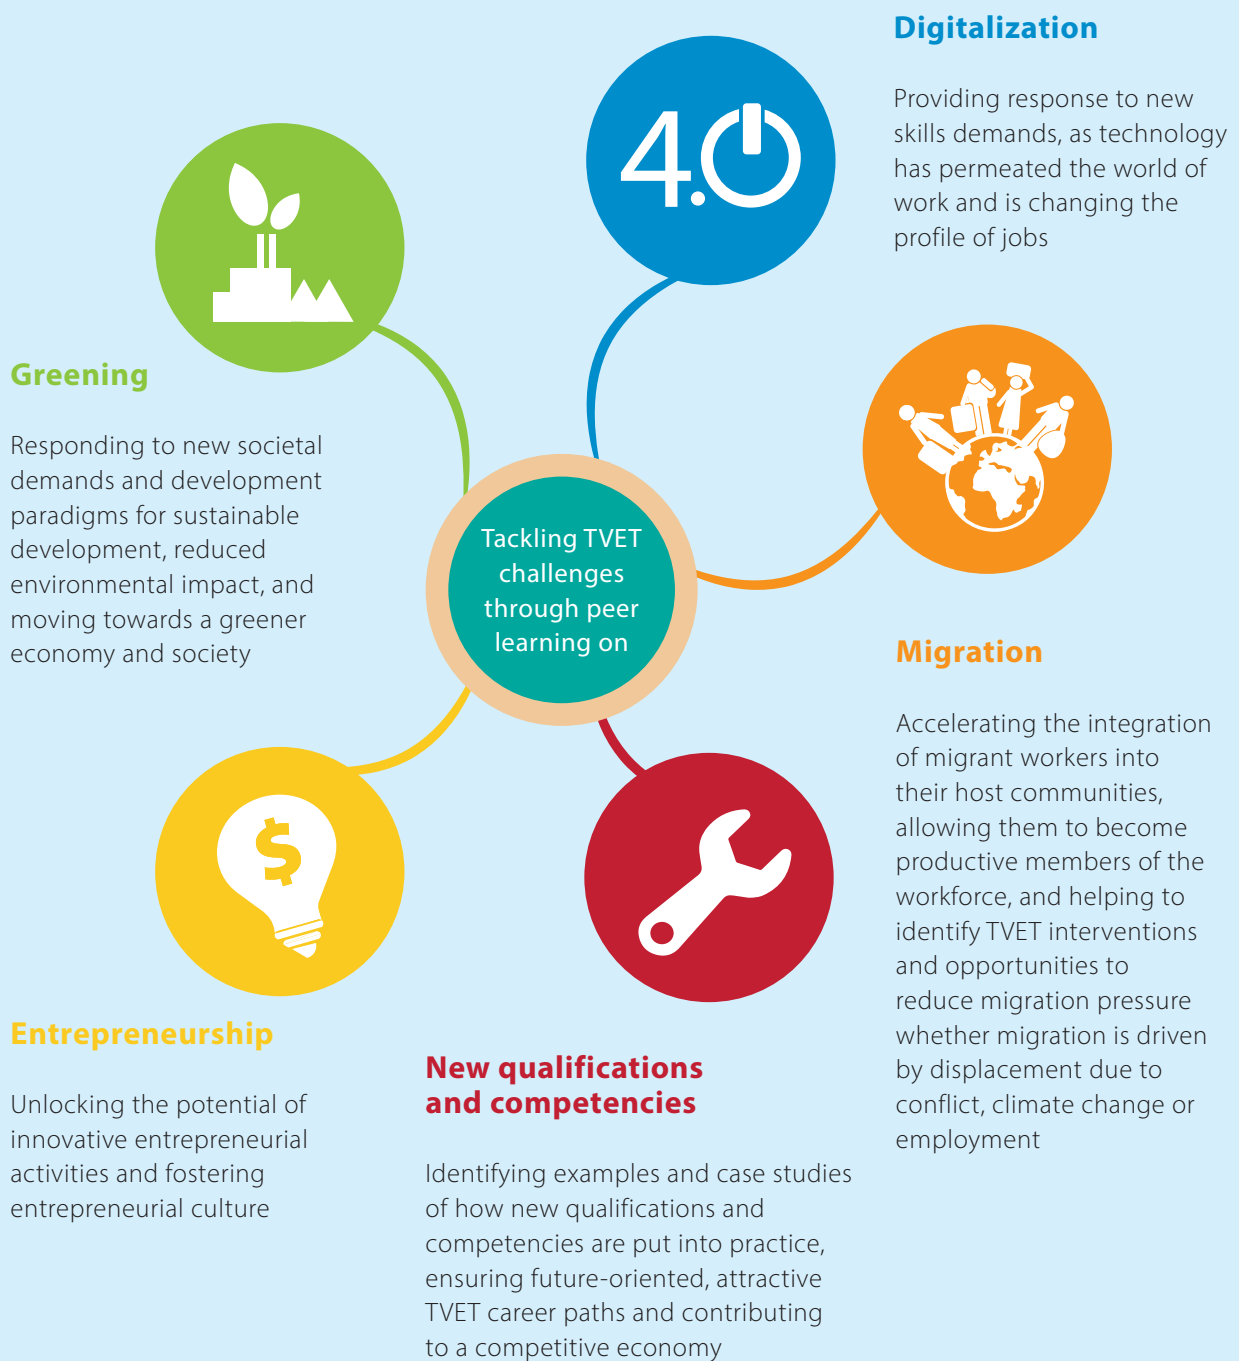 Digitalization
Providing response to new
skills demands, as technology
has permeated the world of
work and is changing the
profile of jobs
4.0
Greening
Responding to new societal
demands and development
paradigms for sustainable
development, reduced
environmental impact, and
moving towards a greener
economy and society
Tackling TVET
challenges
through peer
learning on
Migration
Accelerating the integration
of migrant workers into
their host communities,
allowing them to become
productive members of the
workforce, and helping to
identify TVET interventions
and opportunities to
reduce migration pressure
whether migration is driven
by displacement due to
conflict, climate change or
employment
$
Entrepreneurship
Unlocking the potential of
innovative entrepreneurial
activities and fostering
entrepreneurial culture
New qualifications
and competencies
Identifying examples and case studies
of how new qualifications and
competencies are put into practice,
ensuring future-oriented, attractive
TVET career paths and contributing
to a competitive economy